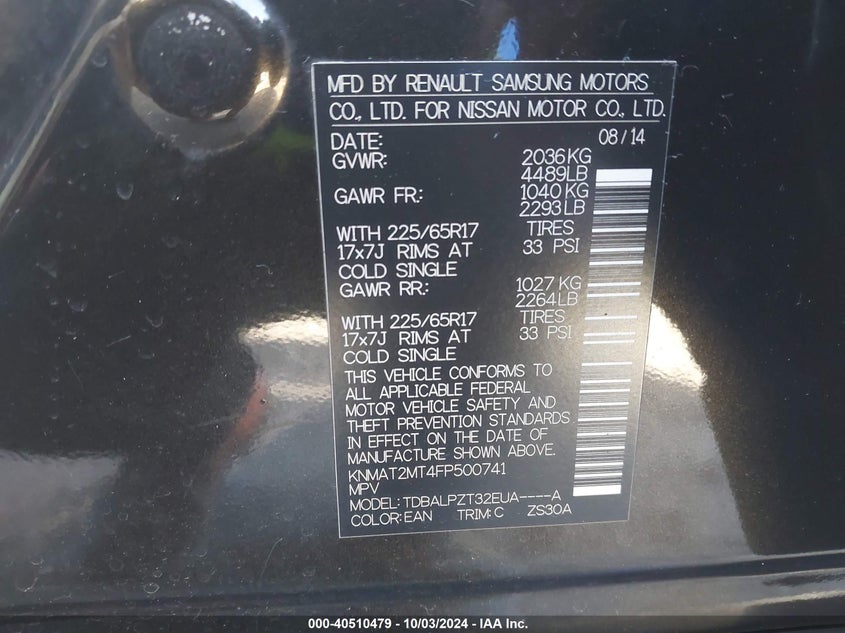 MFD BY RENAULT SAMSUNG MOTORS
CO., LTD. FOR NISSAN MOTOR CO., LTD.
DATE: 08/14
GVWR: 2036KG
4489LB
GAWR FR.: 1040KG
2293LB
WITH 225/65R17 TIRES
17x7J RIMS AT 33 PSI
COLD SINGLE
GAWR RR.: 1027KG
2264LB
WITH 225/65R17 TIRES
17x7J RIMS AT 33 PSI
COLD SINGLE
THIS VEHICLE CONFORMS TO
ALL APPLICABLE FEDERAL
MOTOR VEHICLE SAFETY AND
THEFT PREVENTION STANDARDS
IN EFFECT ON THE DATE OF
MANUFACTURE SHOWN ABOVE.
KNMAT2MT4FP500741
MPV
MODEL: TDBALPZT32EUA----A
COLOR: EAN TRIM: C ZS30A
000-40510479 - 10/03/2024 - IAA Inc.